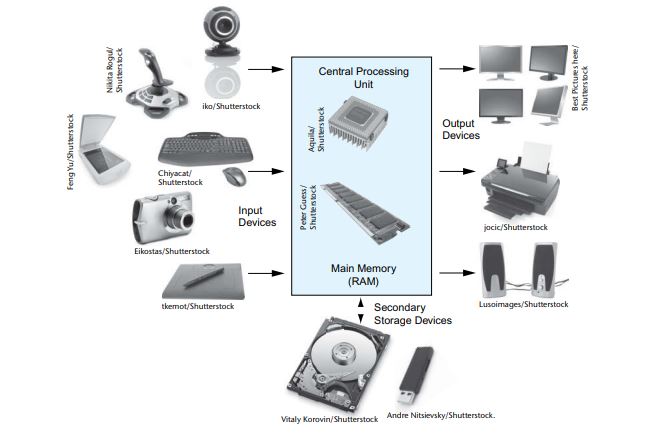 Nikita Rogul/
Shutterstock
iko/Shutterstock
Feng Yu/Shutterstock
Chiyacat/
Shutterstock
Eikostas/Shutterstock
tkemot/Shutterstock
Input
Devices
Central Processing
Unit
Aquila/
Shutterstock
Peter Guess/
Shutterstock
Main Memory
(RAM)
Output
Devices
Best Pictures here/
Shutterstock
jocic/Shutterstock
Lusoimages/Shutterstock
Secondary
Storage Devices
Vitaly Korovin/Shutterstock
Andre Nitsievsky/Shutterstock.